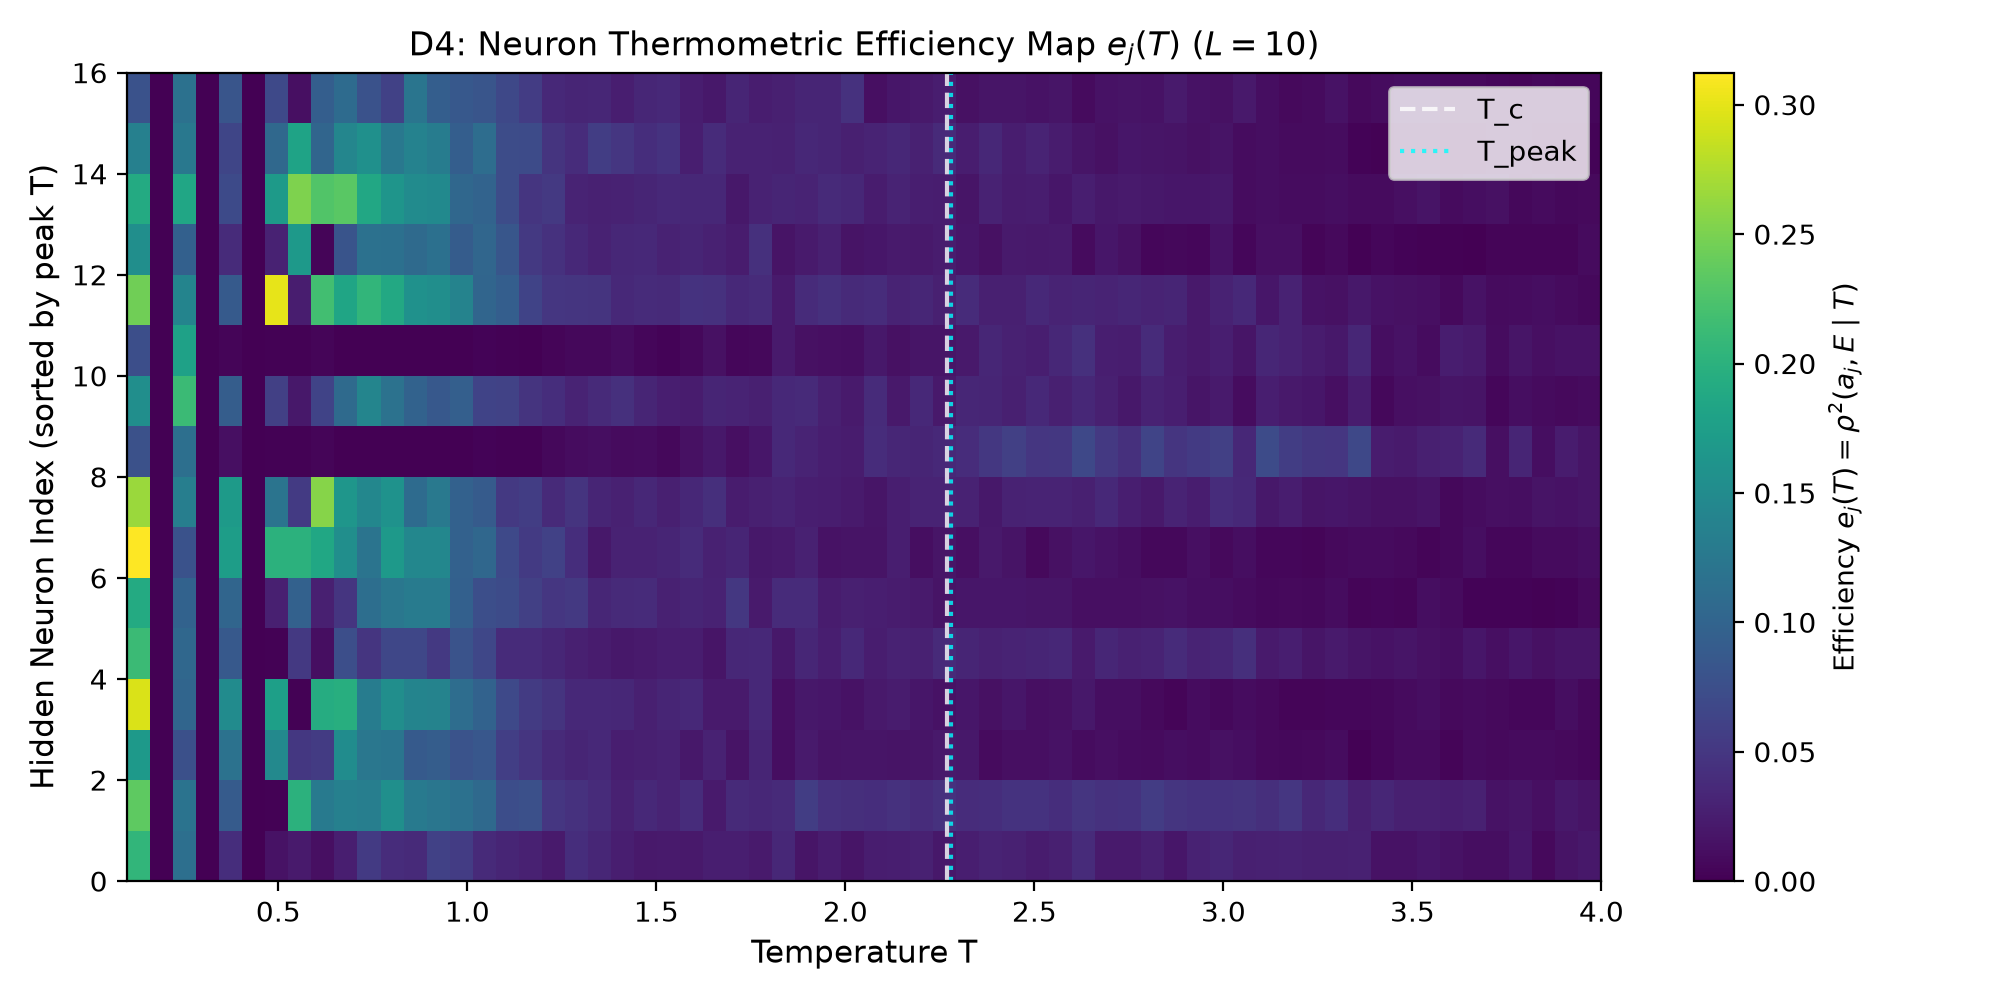 D4: Neuron Thermometric Efficiency Map e_j(T) (L = 10)
16
14
12
10
8
6
4
2
0
Hidden Neuron Index (sorted by peak T)
T_c
T_peak
0.5 1.0 1.5 2.0 2.5 3.0 3.5 4.0
Temperature T
0.30
0.25
0.20
0.15
0.10
0.05
0.00
Efficiency e_j(T) = ρ²(a_j, E | T)